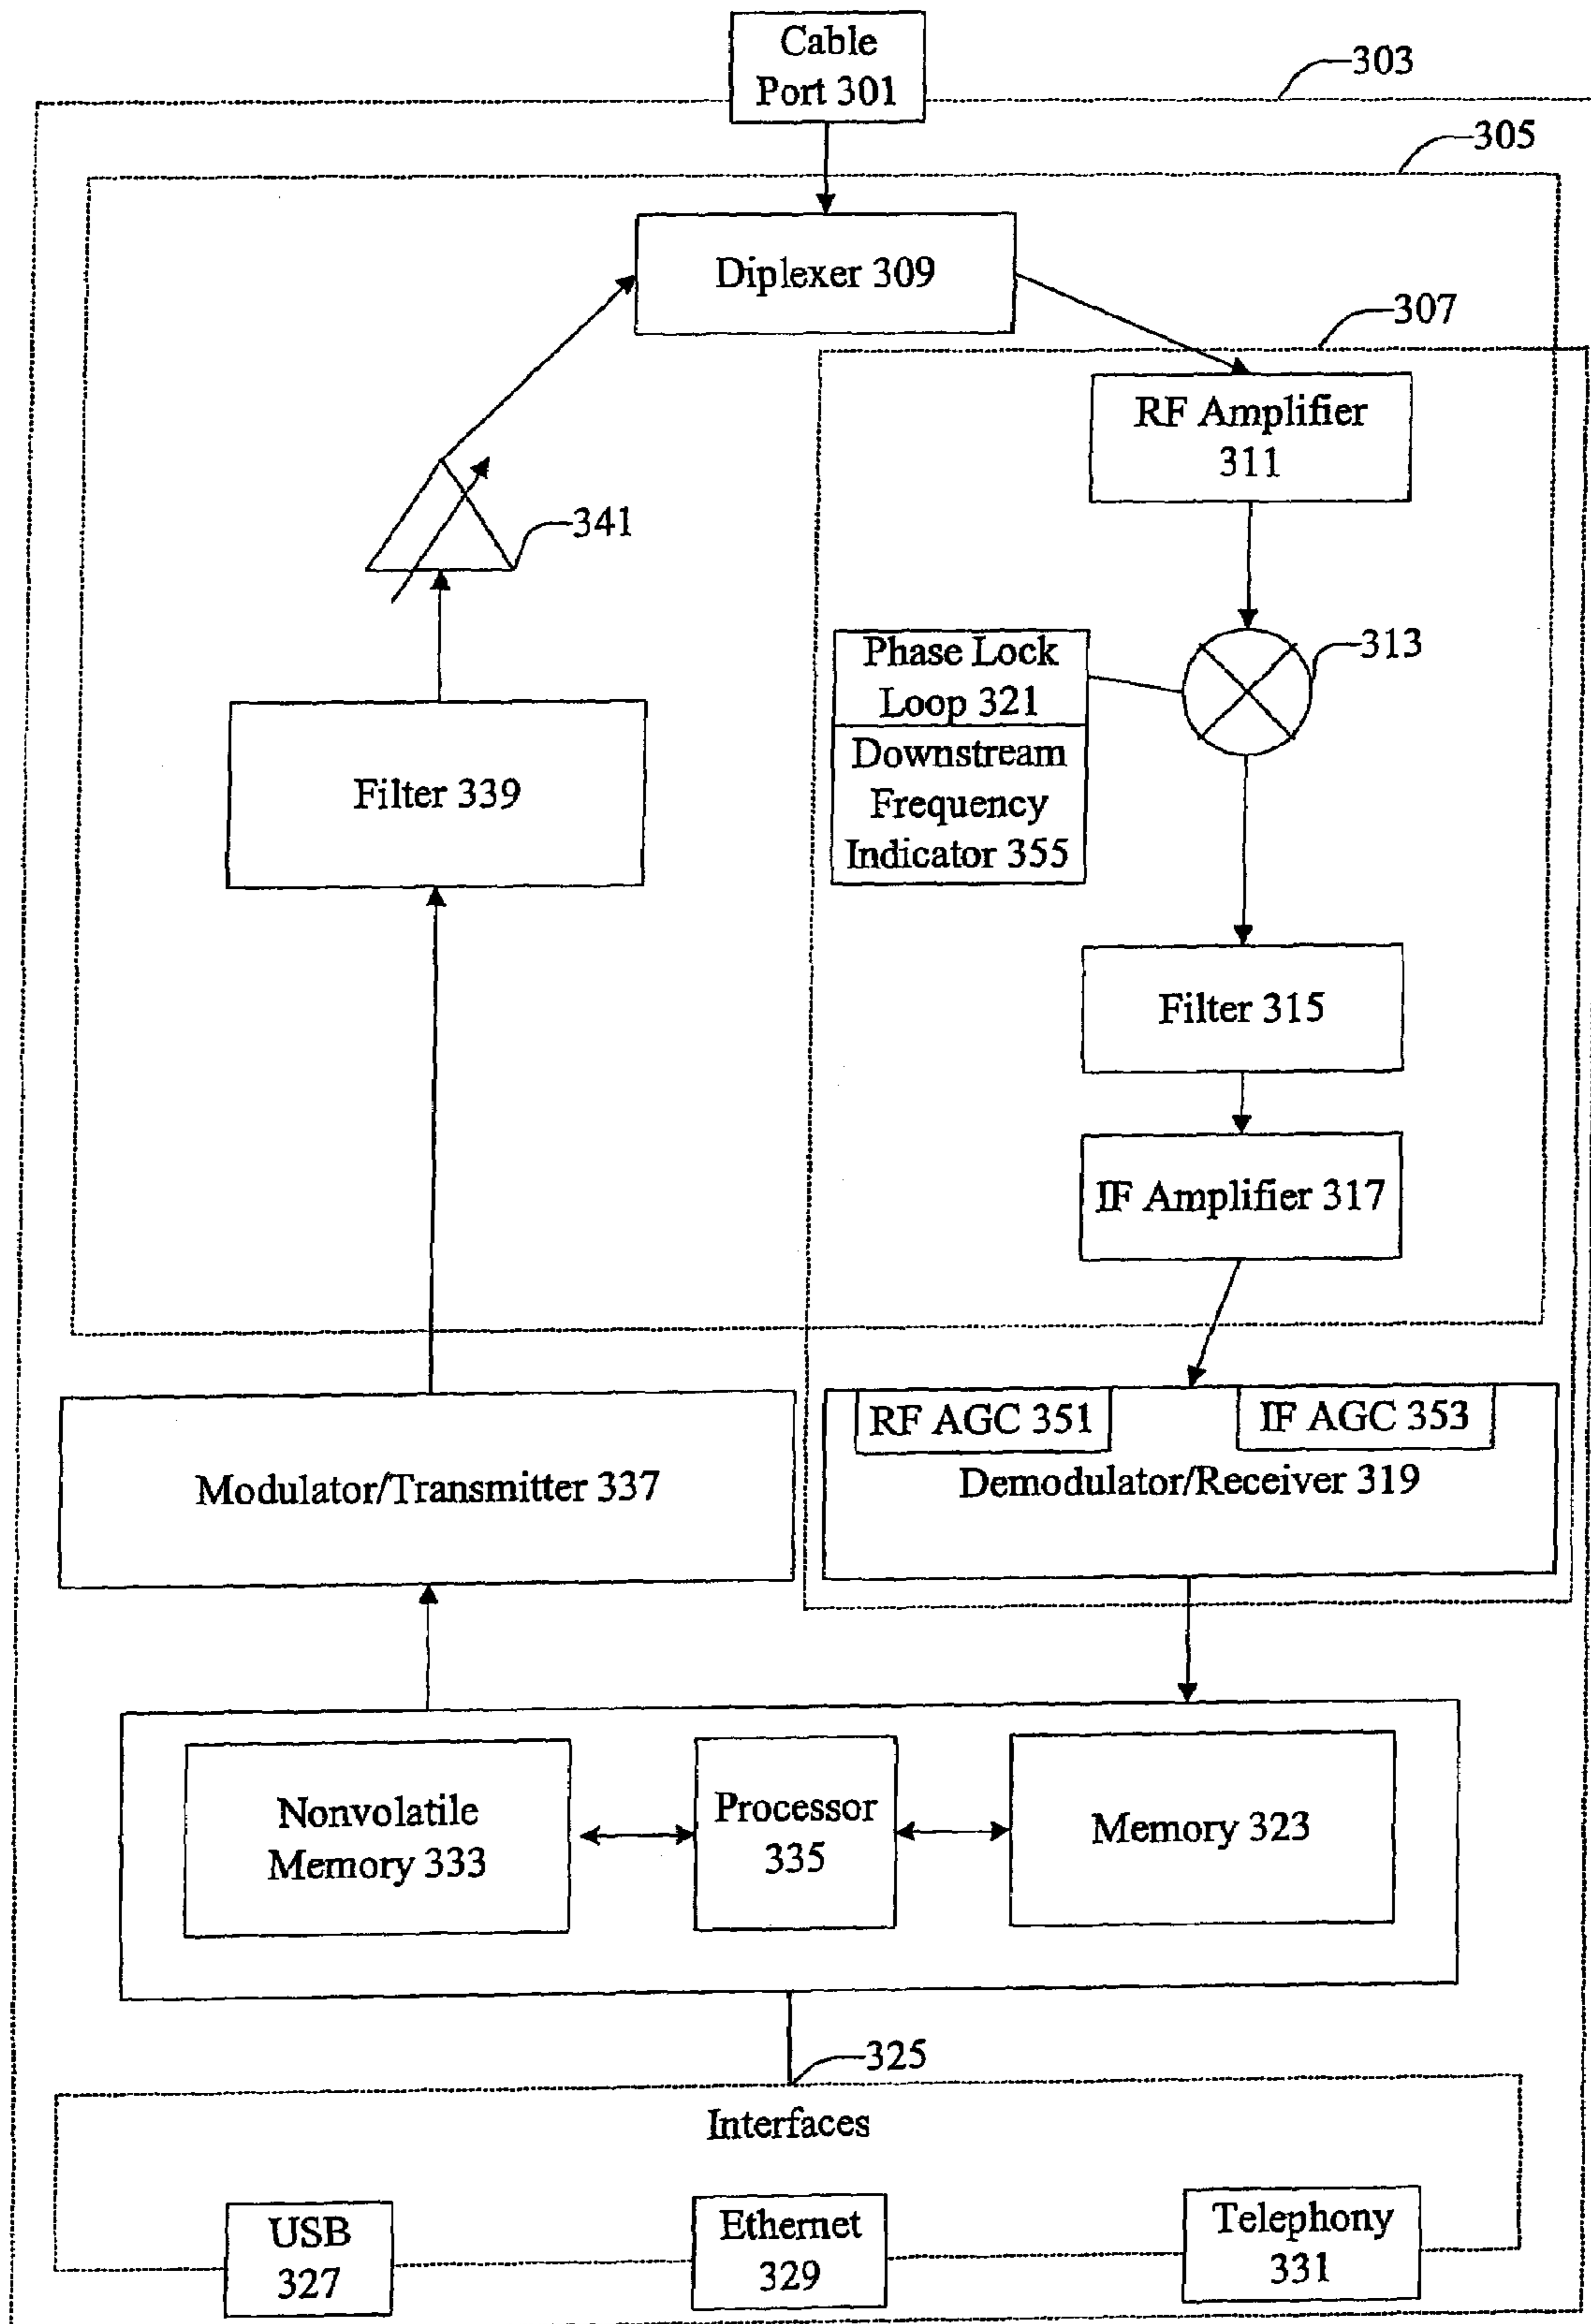 Cable
Port 301
303
305
Diplexer 309
307
RF Amplifier
311
341
313
Phase Lock
Loop 321
Downstream
Frequency
Indicator 355
Filter 339
Filter 315
IF Amplifier 317
RF AGC 351
IF AGC 353
Modulator/Transmitter 337
Demodulator/Receiver 319
Nonvolatile
Memory 333
Processor
335
Memory 323
325
Interfaces
USB
327
Ethernet
329
Telephony
331